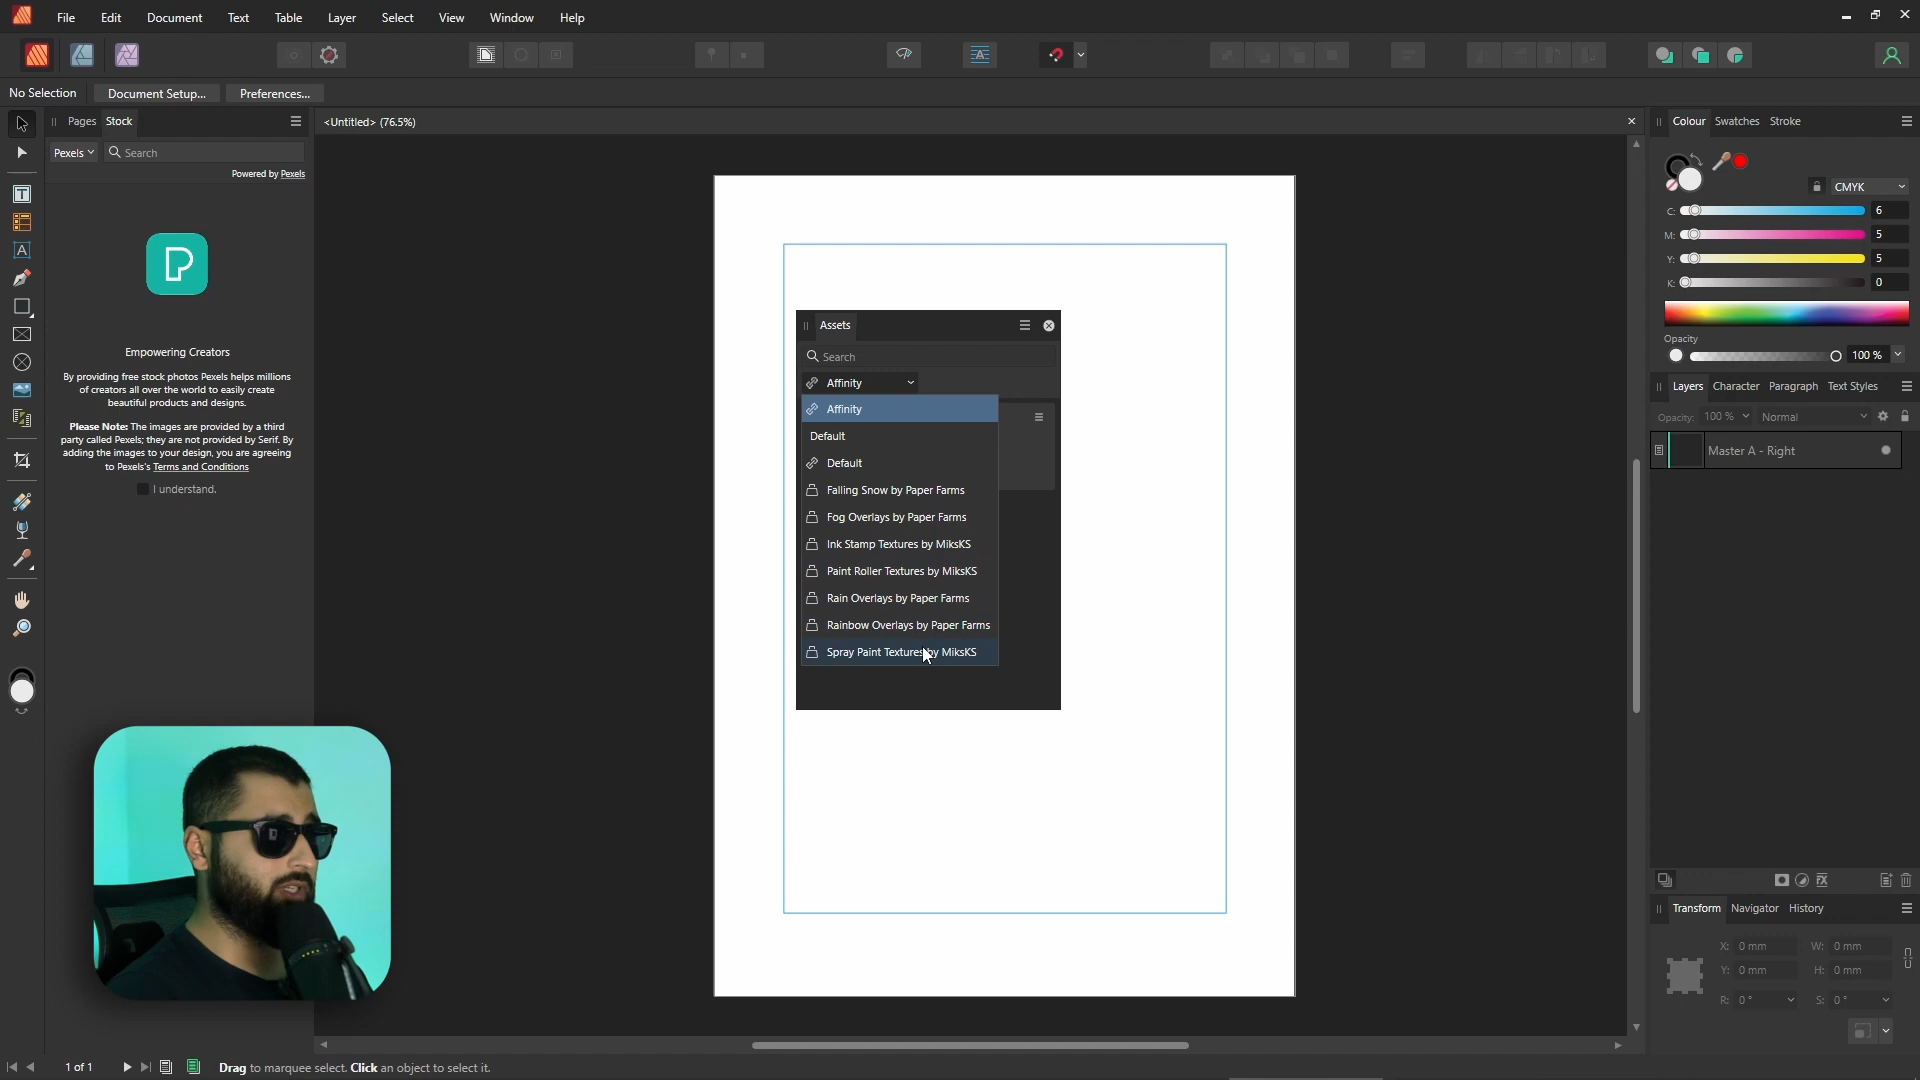 File Edit Document Text Table Layer Select View Window Help
No Selection Document Setup... Preferences...
Pages Stock
<Untitled> (76.5%)
Pexels Search
Powered by Pexels
Empowering Creators
By providing free stock photos Pexels helps millions
of creators all over the world to easily create
beautiful products and designs.
Please Note: The images are provided by a third
party called Pexels; they are not provided by Serif. By
adding the images to your design, you are agreeing
to Pexels's Terms and Conditions
I understand.
Assets
Search
Affinity
Affinity
Default
Default
Falling Snow by Paper Farms
Fog Overlays by Paper Farms
Ink Stamp Textures by MiksKS
Paint Roller Textures by MiksKS
Rain Overlays by Paper Farms
Rainbow Overlays by Paper Farms
Spray Paint Textures by MiksKS
Colour Swatches Stroke
CMYK
C: 6
M: 5
Y: 5
K: 0
Opacity
100 %
Layers Character Paragraph Text Styles
Opacity: 100 % Normal
Master A - Right
Transform Navigator History
X: 0 mm W: 0 mm
Y: 0 mm H: 0 mm
R: 0° S: 0°
1 of 1 Drag to marquee select. Click an object to select it.